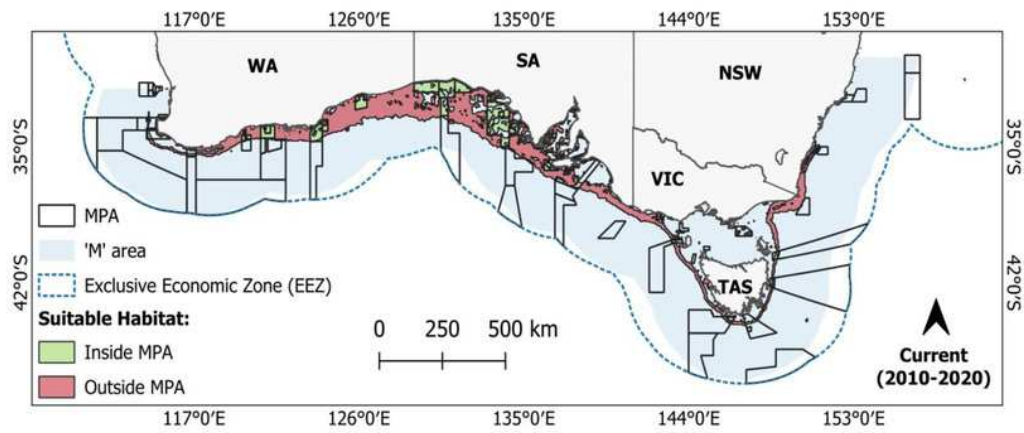 117°0'E 126°0'E 135°0'E 144°0'E 153°0'E
WA
SA
NSW
VIC
TAS
35°0'S
42°0'S
35°0'S
42°0'S
MPA
'M' area
Exclusive Economic Zone (EEZ)
Suitable Habitat:
Inside MPA
Outside MPA
0 250 500 km
Current
(2010-2020)
117°0'E 126°0'E 135°0'E 144°0'E 153°0'E